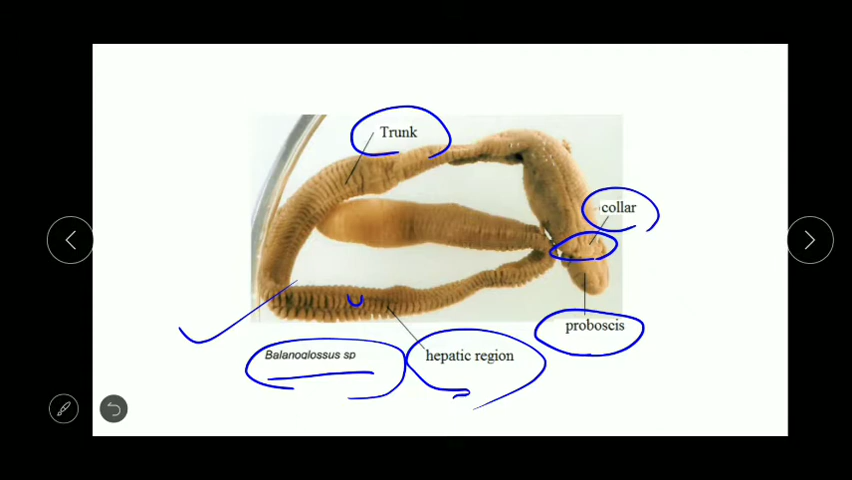 Trunk
collar
proboscis
Balanoglossus sp
hepatic region